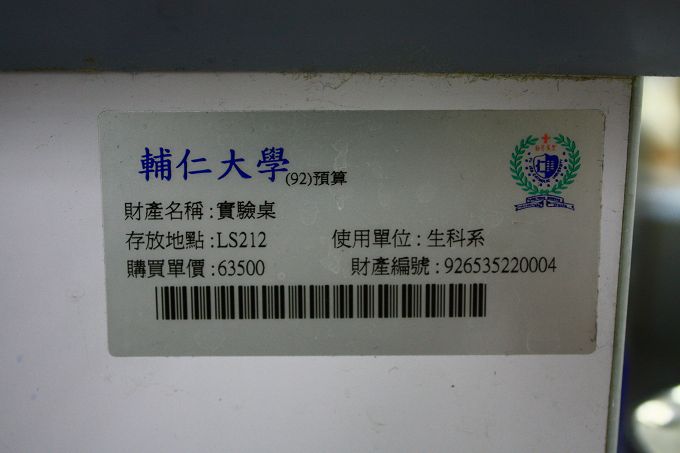 輔仁大學(92)預算
財產名稱:實驗桌
存放地點:LS212 使用單位:生科系
購買單價:63500 財產編號:926535220004